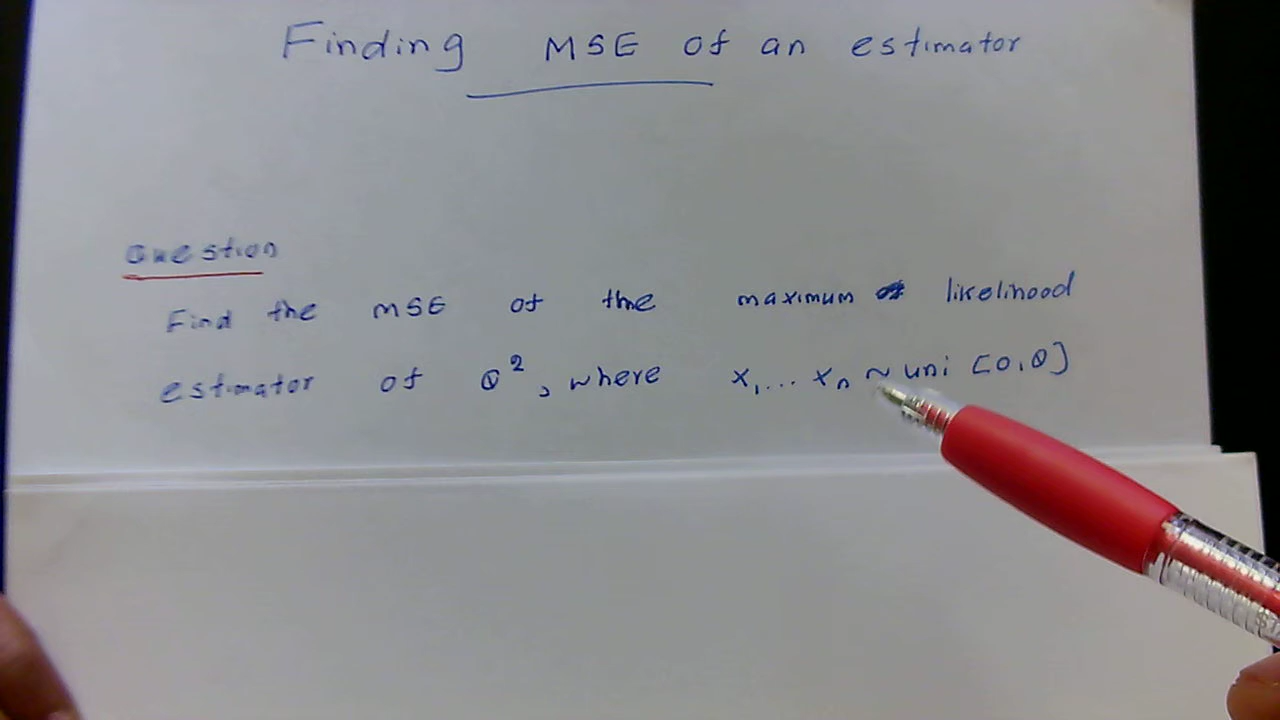 Finding MSE of an estimator
Question
Find the MSE of the maximum likelihood
estimator of θ², where x₁... xₙ ~ uni [0,θ]